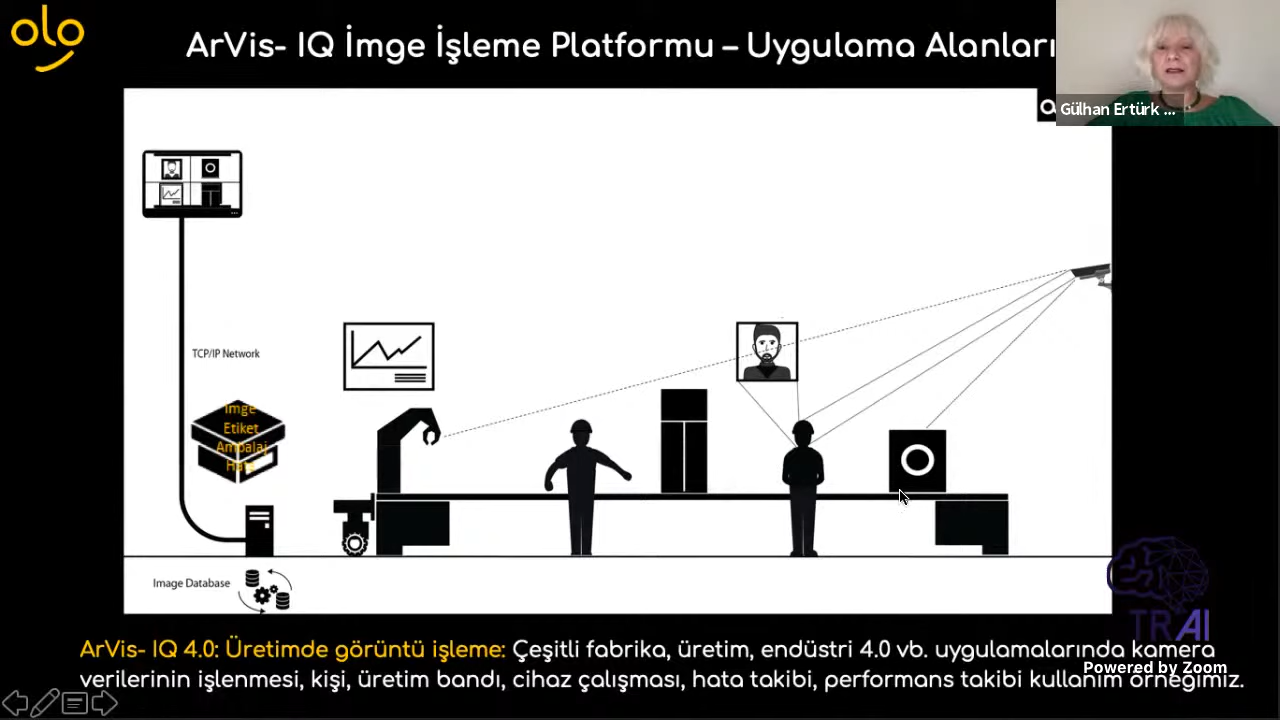 olo
ArVis- IQ İmge İşleme Platformu – Uygulama Alanları
Gülhan Ertürk ...
TCP/IP Network
İmge
Etiket
Ambalaj
Hata
Image Database
TRAI
ArVis- IQ 4.0: Üretimde görüntü işleme: Çeşitli fabrika, üretim, endüstri 4.0 vb. uygulamalarında kamera
verilerinin işlenmesi, kişi, üretim bandı, cihaz çalışması, hata takibi, performans takibi kullanım örneğimiz.
Powered by Zoom